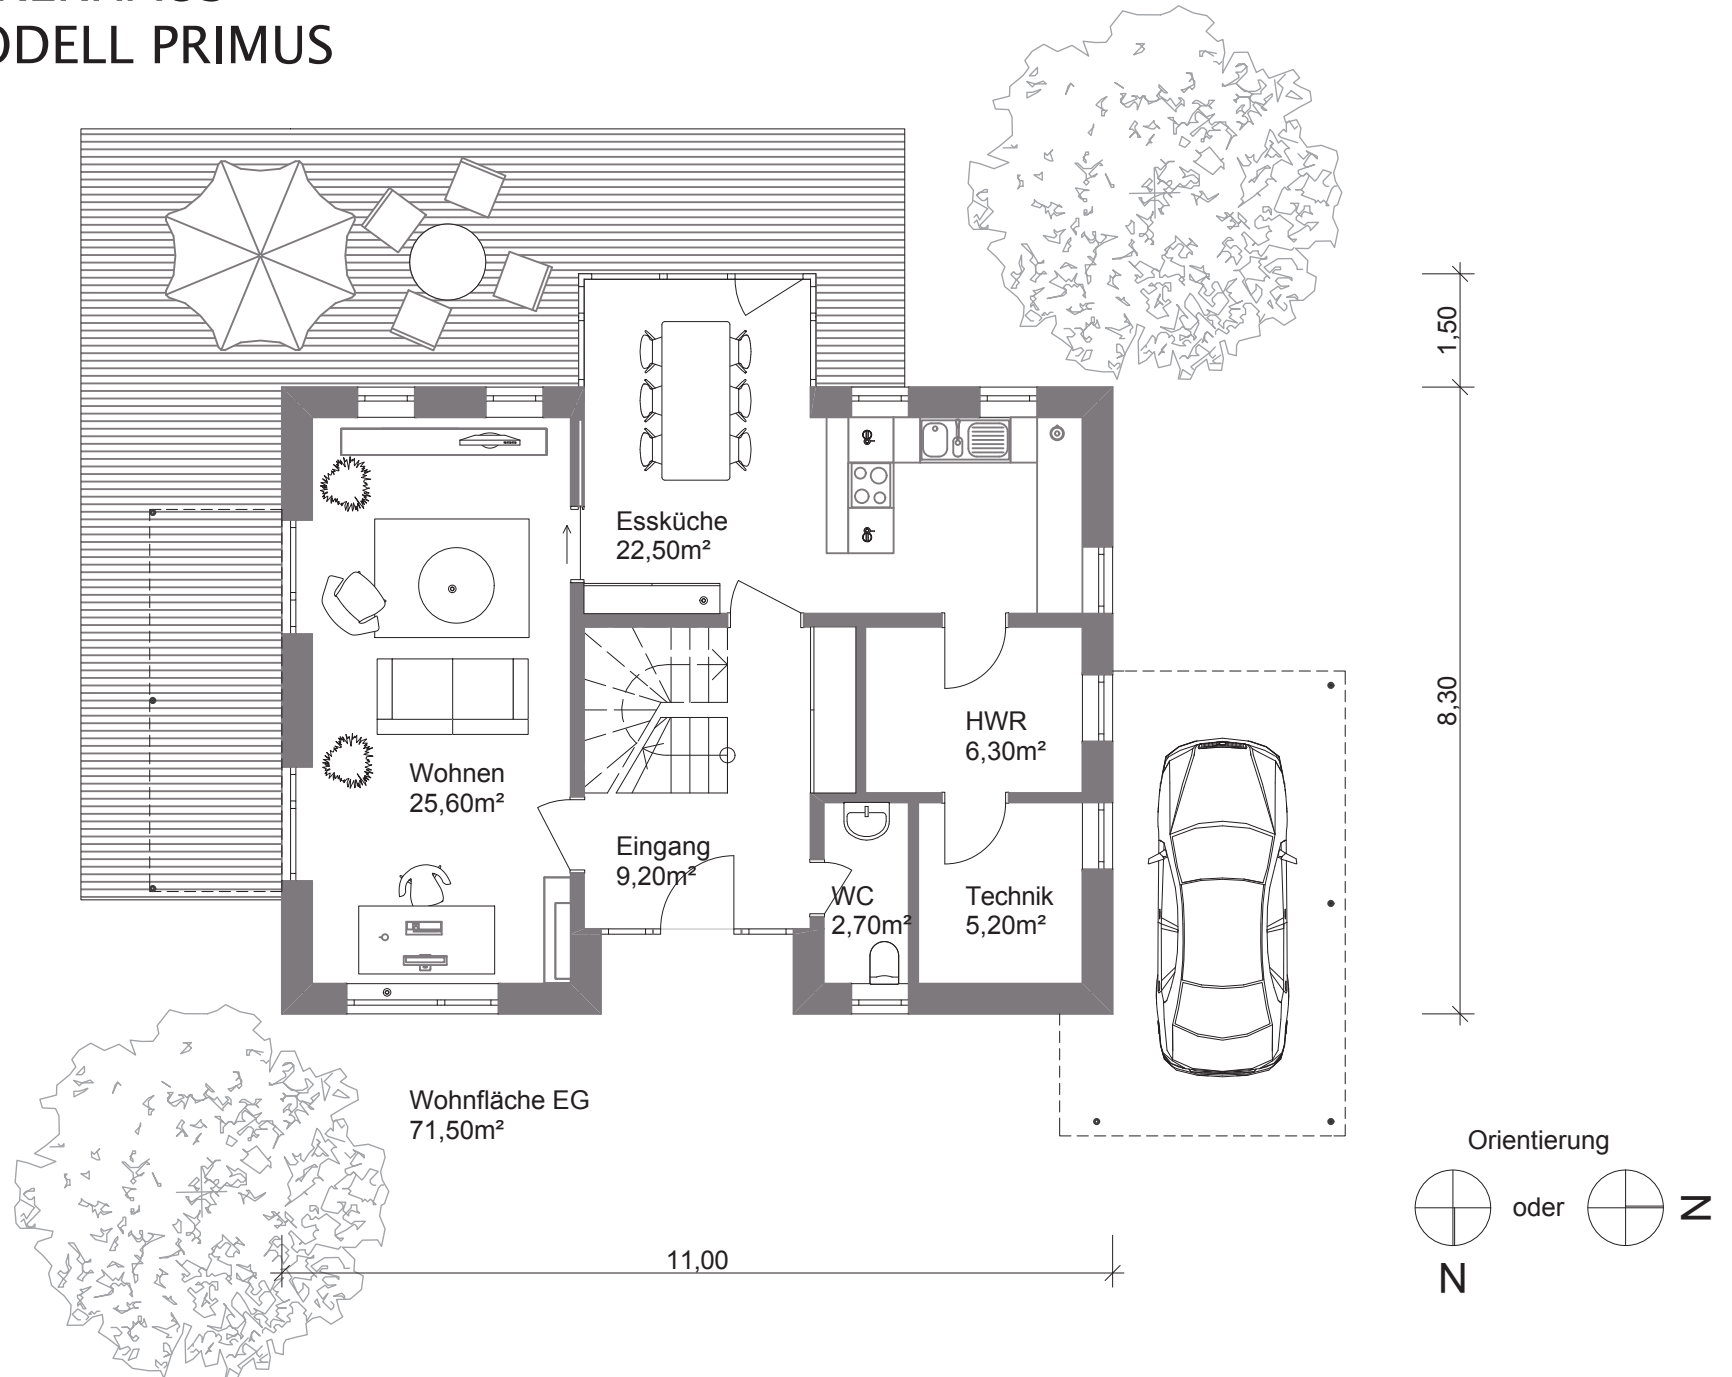 ODELL PRIMUS
1,50
Essküche
22,50m²
8,30
HWR
6,30m²
Wohnen
25,60m²
Eingang
9,20m²
WC
2,70m²
Technik
5,20m²
Wohnfläche EG
71,50m²
Orientierung
oder
N
N
11,00